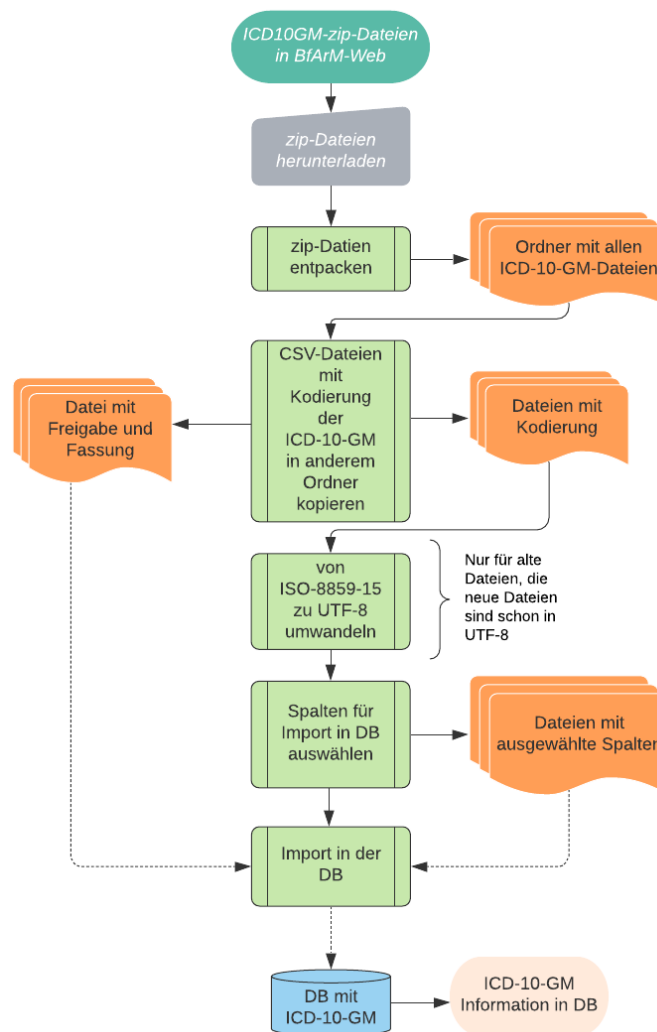 ICD10GM-zip-Dateien
in BfArM-Web
zip-Dateien
herunterladen
zip-Datien
entpacken
Ordner mit allen
ICD-10-GM-Dateien
CSV-Dateien
mit
Kodierung
der
ICD-10-GM
in anderem
Ordner
kopieren
Datei mit
Freigabe und
Fassung
Dateien mit
Kodierung
von
ISO-8859-15
zu UTF-8
umwandeln
Nur für alte
Dateien, die
neue Dateien
sind schon in
UTF-8
Spalten für
Import in DB
auswählen
Dateien mit
ausgewählte Spalten
Import in der
DB
DB mit
ICD-10-GM
ICD-10-GM
Information in DB